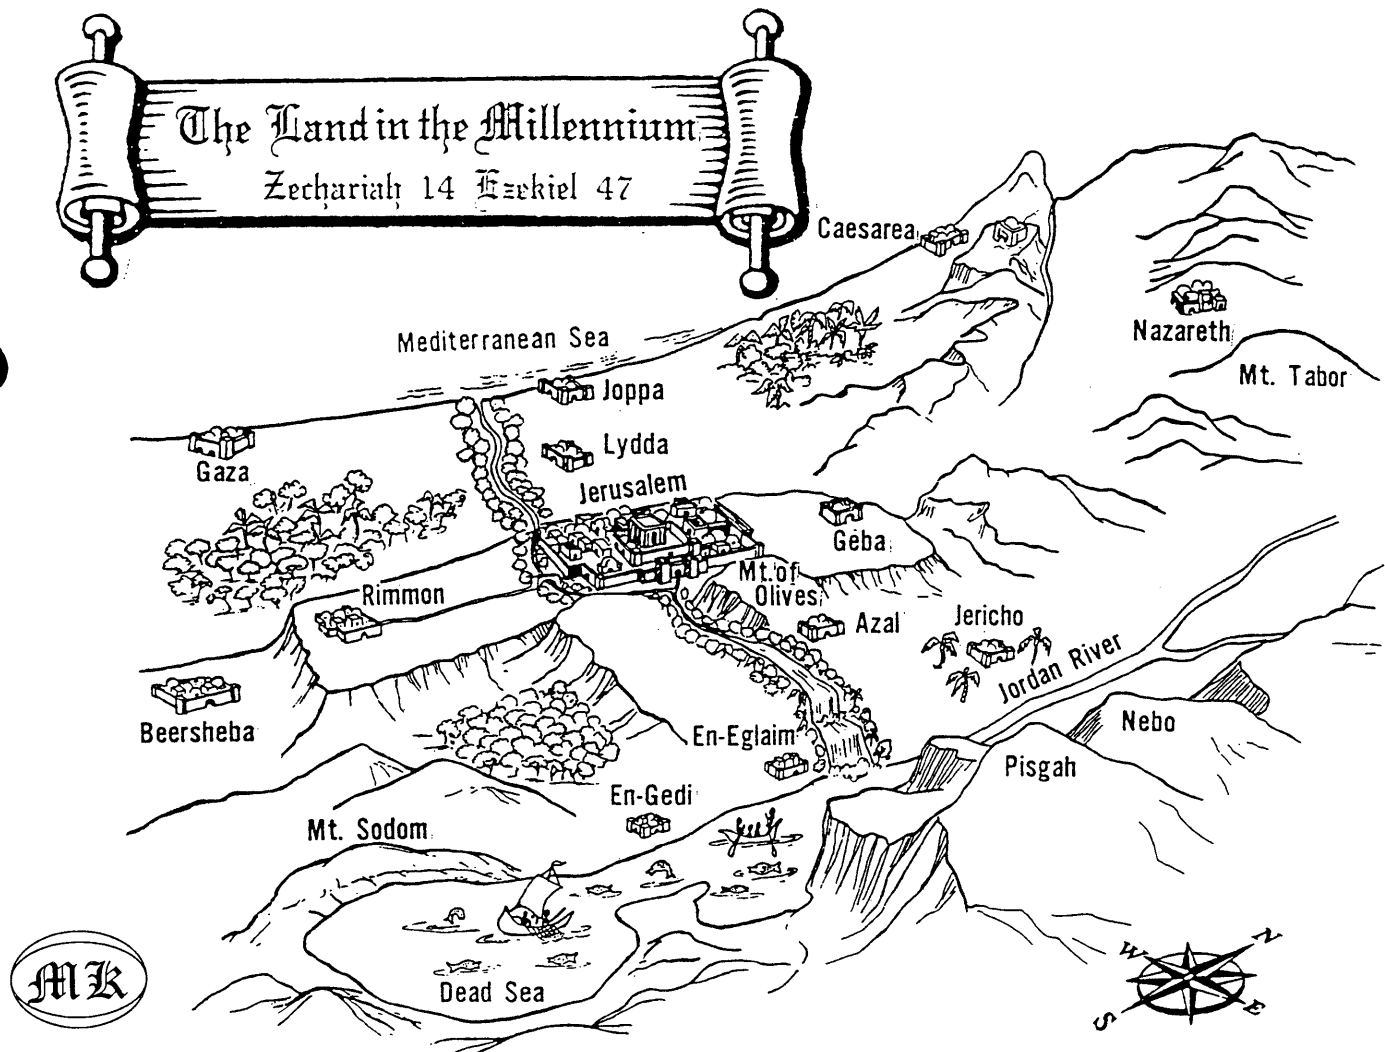 The Land in the Millennium
Zechariah 14 Ezekiel 47
Caesarea
Nazareth
Mediterranean Sea
Mt. Tabor
Joppa
Lydda
Gaza
Jerusalem
Geba
Mt. of
Olives
Rimmon
Azal
Jericho
Jordan River
Beersheba
En-Eglaim
Nebo
Pisgah
En-Gedi
Mt. Sodom
Dead Sea
MK
N
W
E
S